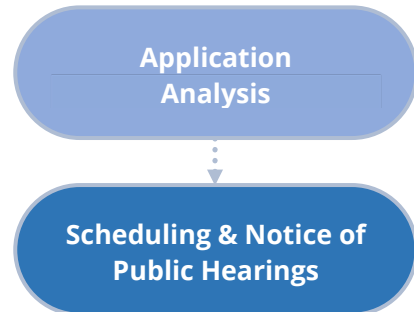 Application
Analysis
Scheduling & Notice of
Public Hearings